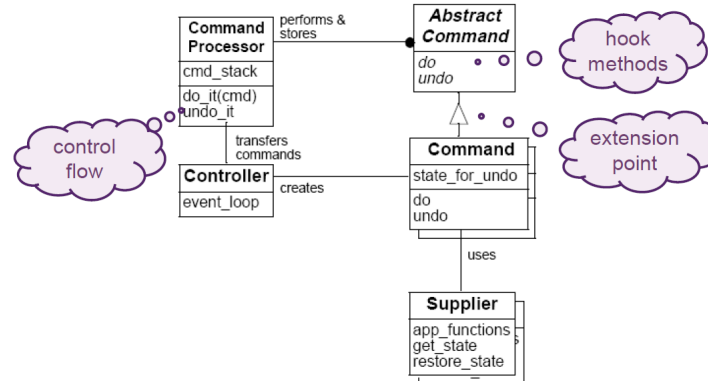 Command
Processor
cmd_stack
do_it(cmd)
undo_it
performs &
stores
Abstract
Command
do
undo
hook
methods
control
flow
transfers
commands
Controller
event_loop
creates
Command
state_for_undo
do
undo
extension
point
uses
Supplier
app_functions
get_state
restore_state